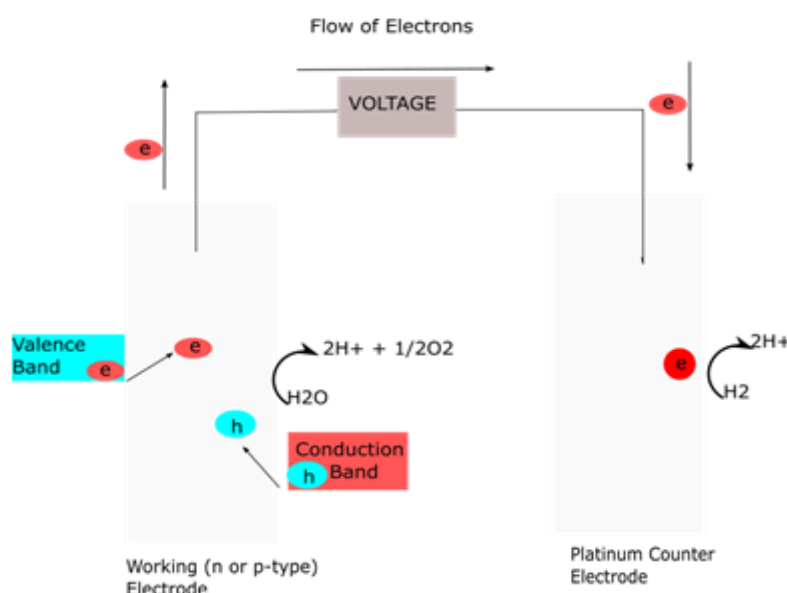 Flow of Electrons
VOLTAGE
e
e
Valence
Band
e
e
2H+ + 1/2O2
H2O
h
Conduction
Band
h
e
2H+
H2
Working (n or p-type)
Electrode
Platinum Counter
Electrode